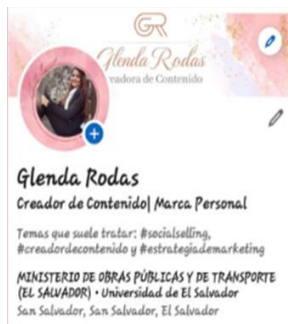 GR
Glenda Rodas
eadora de Contenido
Glenda Rodas
Creador de Contenido| Marca Personal
Temas que suele tratar: #socialselling,
#creadordecontenido y #estrategiademarketing
MINISTERIO DE OBRAS PÚBLICAS Y DE TRANSPORTE
(EL SALVADOR) • Universidad de El Salvador
San Salvador, San Salvador, El Salvador